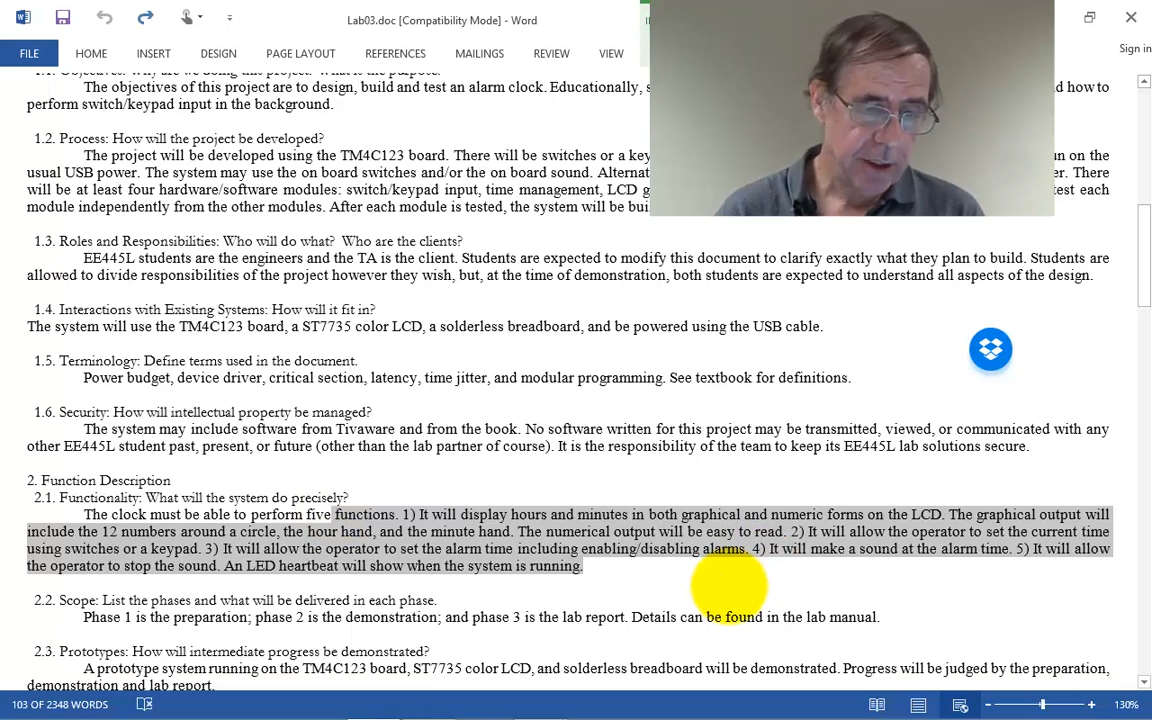 Lab03.doc [Compatibility Mode] - Word
Sign in
FILE HOME INSERT DESIGN PAGE LAYOUT REFERENCES MAILINGS REVIEW VIEW
1.1. Objectives: Why are we doing this project? What is the purpose?
The objectives of this project are to design, build and test an alarm clock. Educationally, s
nd how to
perform switch/keypad input in the background.
1.2. Process: How will the project be developed?
The project will be developed using the TM4C123 board. There will be switches or a key
un on the
usual USB power. The system may use the on board switches and/or the on board sound. Alternat
er. There
will be at least four hardware/software modules: switch/keypad input, time management, LCD g
test each
module independently from the other modules. After each module is tested, the system will be bui
1.3. Roles and Responsibilities: Who will do what? Who are the clients?
EE445L students are the engineers and the TA is the client. Students are expected to modify this document to clarify exactly what they plan to build. Students are
allowed to divide responsibilities of the project however they wish, but, at the time of demonstration, both students are expected to understand all aspects of the design.
1.4. Interactions with Existing Systems: How will it fit in?
The system will use the TM4C123 board, a ST7735 color LCD, a solderless breadboard, and be powered using the USB cable.
1.5. Terminology: Define terms used in the document.
Power budget, device driver, critical section, latency, time jitter, and modular programming. See textbook for definitions.
1.6. Security: How will intellectual property be managed?
The system may include software from Tivaware and from the book. No software written for this project may be transmitted, viewed, or communicated with any
other EE445L student past, present, or future (other than the lab partner of course). It is the responsibility of the team to keep its EE445L lab solutions secure.
2. Function Description
2.1. Functionality: What will the system do precisely?
The clock must be able to perform five functions. 1) It will display hours and minutes in both graphical and numeric forms on the LCD. The graphical output will
include the 12 numbers around a circle, the hour hand, and the minute hand. The numerical output will be easy to read. 2) It will allow the operator to set the current time
using switches or a keypad. 3) It will allow the operator to set the alarm time including enabling/disabling alarms. 4) It will make a sound at the alarm time. 5) It will allow
the operator to stop the sound. An LED heartbeat will show when the system is running.
2.2. Scope: List the phases and what will be delivered in each phase.
Phase 1 is the preparation; phase 2 is the demonstration; and phase 3 is the lab report. Details can be found in the lab manual.
2.3. Prototypes: How will intermediate progress be demonstrated?
A prototype system running on the TM4C123 board, ST7735 color LCD, and solderless breadboard will be demonstrated. Progress will be judged by the preparation,
demonstration and lab report.
103 OF 2348 WORDS
130%